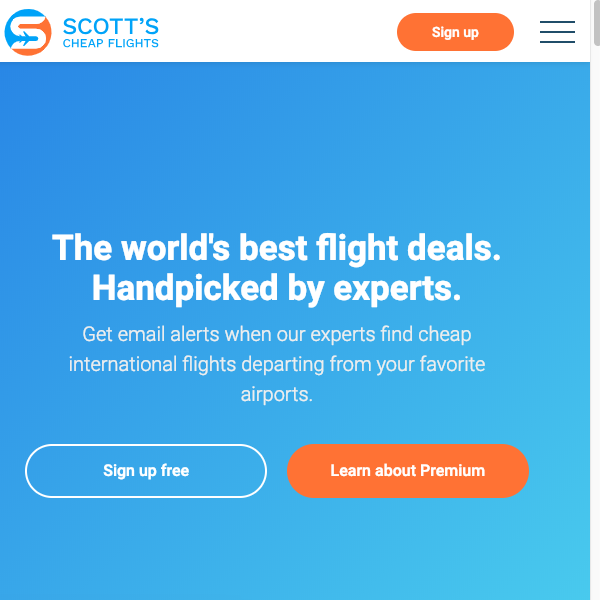 SCOTT'S
CHEAP FLIGHTS
Sign up
The world's best flight deals.
Handpicked by experts.
Get email alerts when our experts find cheap
international flights departing from your favorite
airports.
Sign up free
Learn about Premium